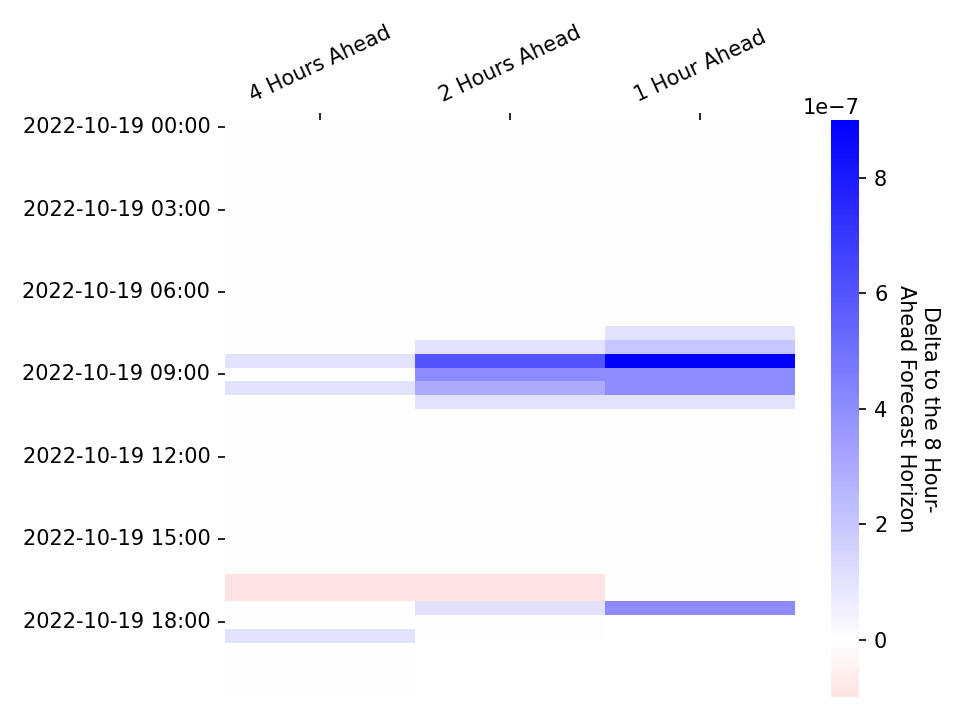 4 Hours Ahead
2 Hours Ahead
1 Hour Ahead
1e−7
2022-10-19 00:00
2022-10-19 03:00
2022-10-19 06:00
2022-10-19 09:00
2022-10-19 12:00
2022-10-19 15:00
2022-10-19 18:00
8
6
4
2
0
Delta to the 8 Hour-
Ahead Forecast Horizon